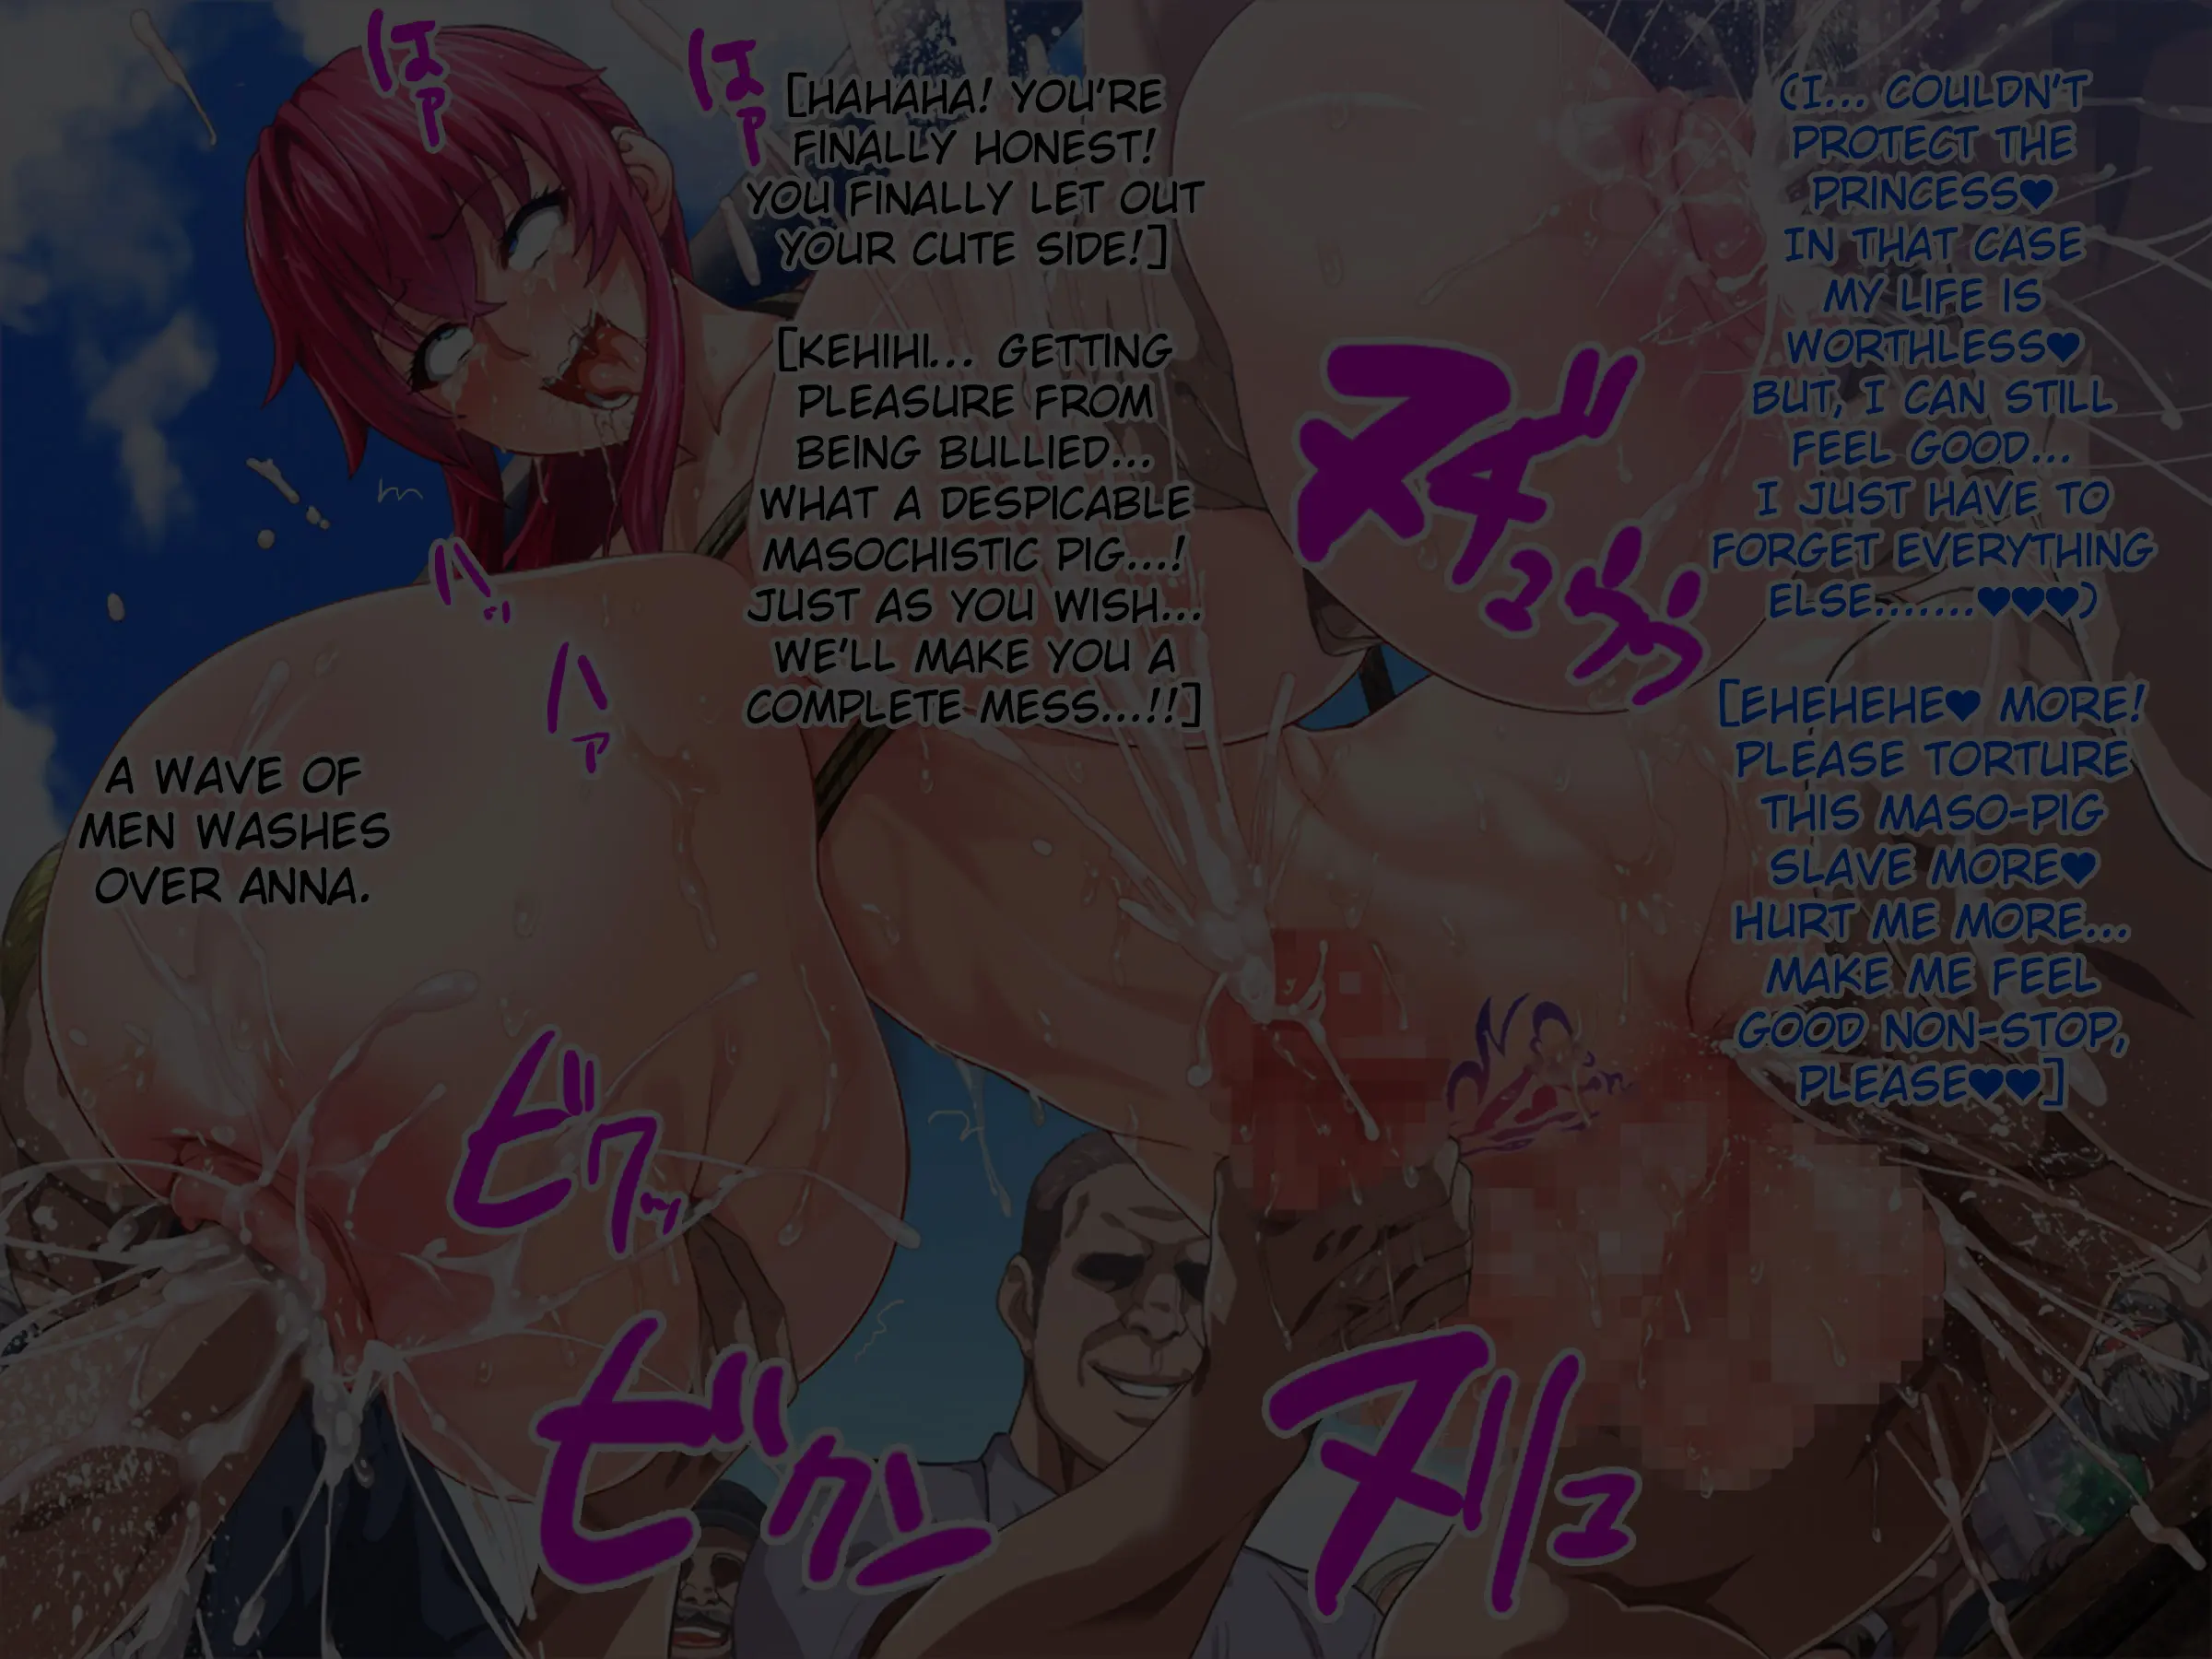 はぁ
はぁ
[HAHAHA! YOU'RE
FINALLY HONEST!
YOU FINALLY LET OUT
YOUR CUTE SIDE!]
[KEHIHI... GETTING
PLEASURE FROM
BEING BULLIED...
WHAT A DESPICABLE
MASOCHISTIC PIG...!
JUST AS YOU WISH...
WE'LL MAKE YOU A
COMPLETE MESS...!!]
(I... COULDN'T
PROTECT THE
PRINCESS♥
IN THAT CASE
MY LIFE IS
WORTHLESS♥
BUT, I CAN STILL
FEEL GOOD...
I JUST HAVE TO
FORGET EVERYTHING
ELSE.......♥♥♥)
[EHEHEHE♥ MORE!
PLEASE TORTURE
THIS MASO-PIG
SLAVE MORE♥
HURT ME MORE...
MAKE ME FEEL
GOOD NON-STOP,
PLEASE♥♥]
ハァ
ハァ
A WAVE OF
MEN WASHES
OVER ANNA.
ビクッ
ビクン